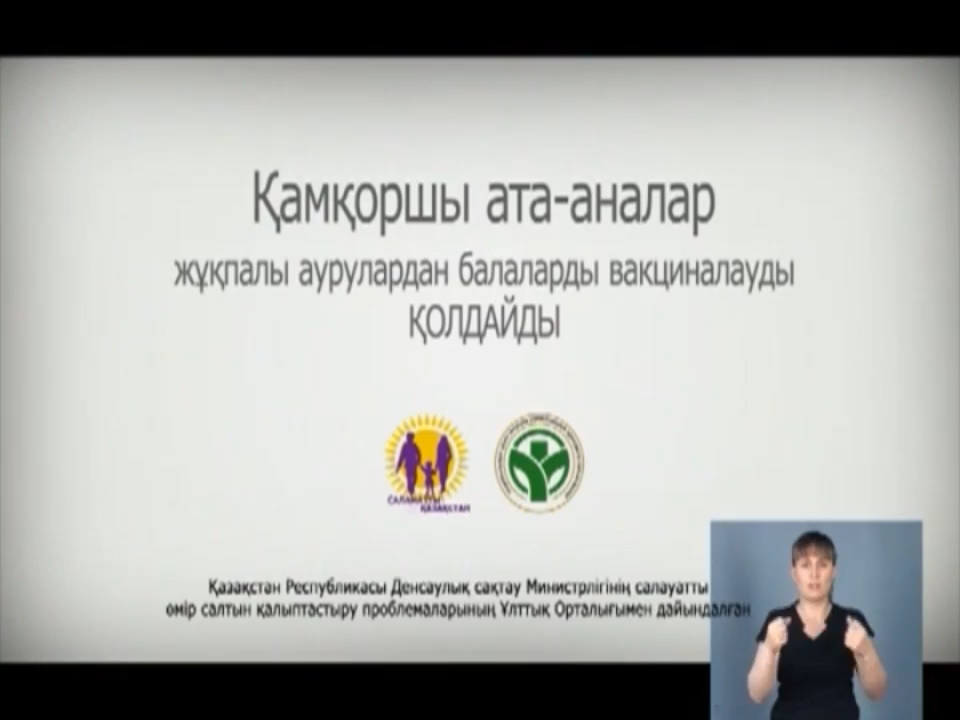 Қамқоршы ата-аналар
жұқпалы аурулардан балаларды вакциналауды
ҚОЛДАЙДЫ
САЛАМАТТЫ
ҚАЗАҚСТАН
Қазақстан Республикасы Денсаулық сақтау Министрлігінің салауатты
өмір салтын қалыптастыру проблемаларының Ұлттық Орталығымен дайындалған